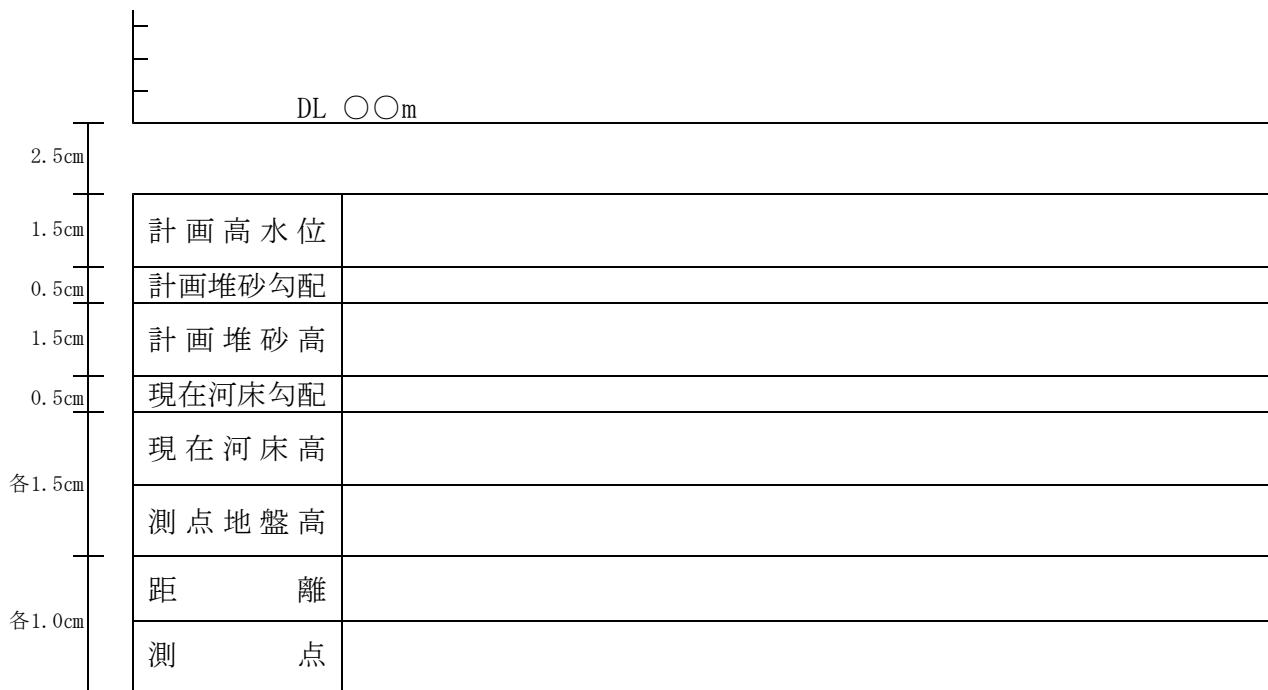 DL ○○m
2.5cm
1.5cm 計画高水位
0.5cm 計画堆砂勾配
1.5cm 計画堆砂高
0.5cm 現在河床勾配
現在河床高
各1.5cm
測点地盤高
距離
各1.0cm
測点